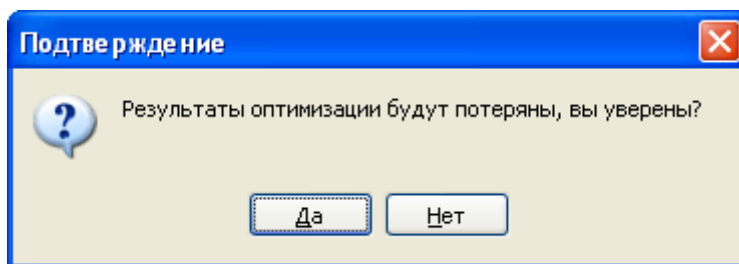 Подтверждение
Результаты оптимизации будут потеряны, вы уверены?
Да
Нет